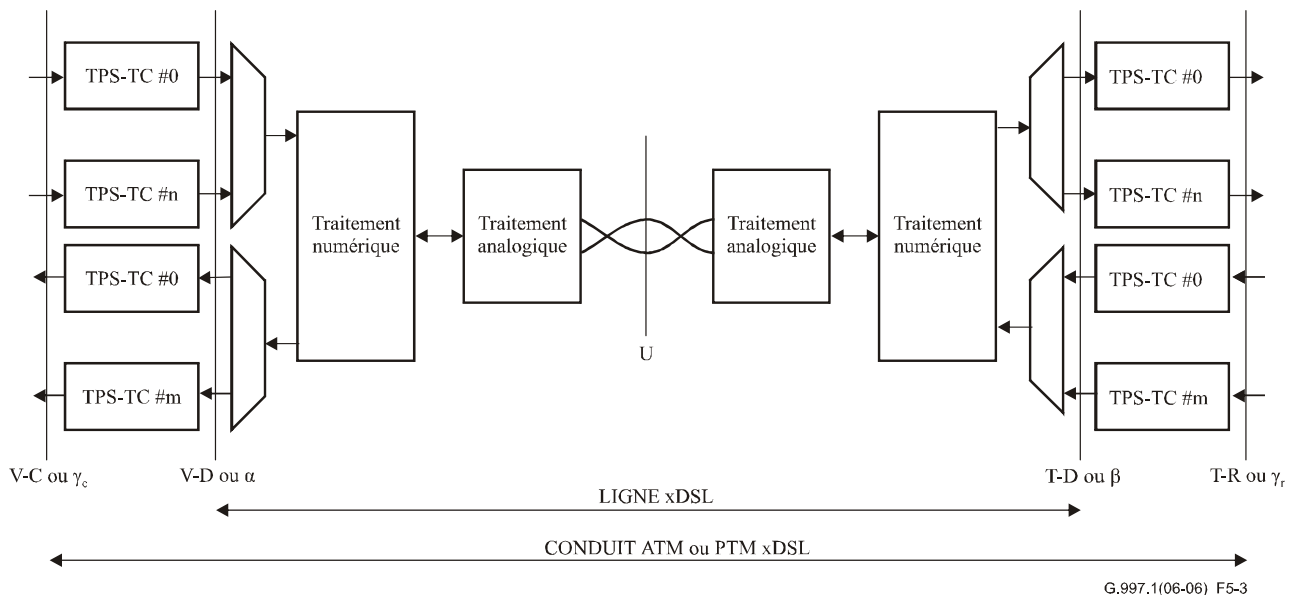 TPS-TC #0
TPS-TC #n
TPS-TC #0
TPS-TC #m
Traitement
numérique
Traitement
analogique
U
Traitement
analogique
Traitement
numérique
TPS-TC #0
TPS-TC #n
TPS-TC #0
TPS-TC #m
V-C ou γc
V-D ou α
T-D ou β
T-R ou γr
LIGNE xDSL
CONDUIT ATM ou PTM xDSL
G.997.1(06-06) F5-3